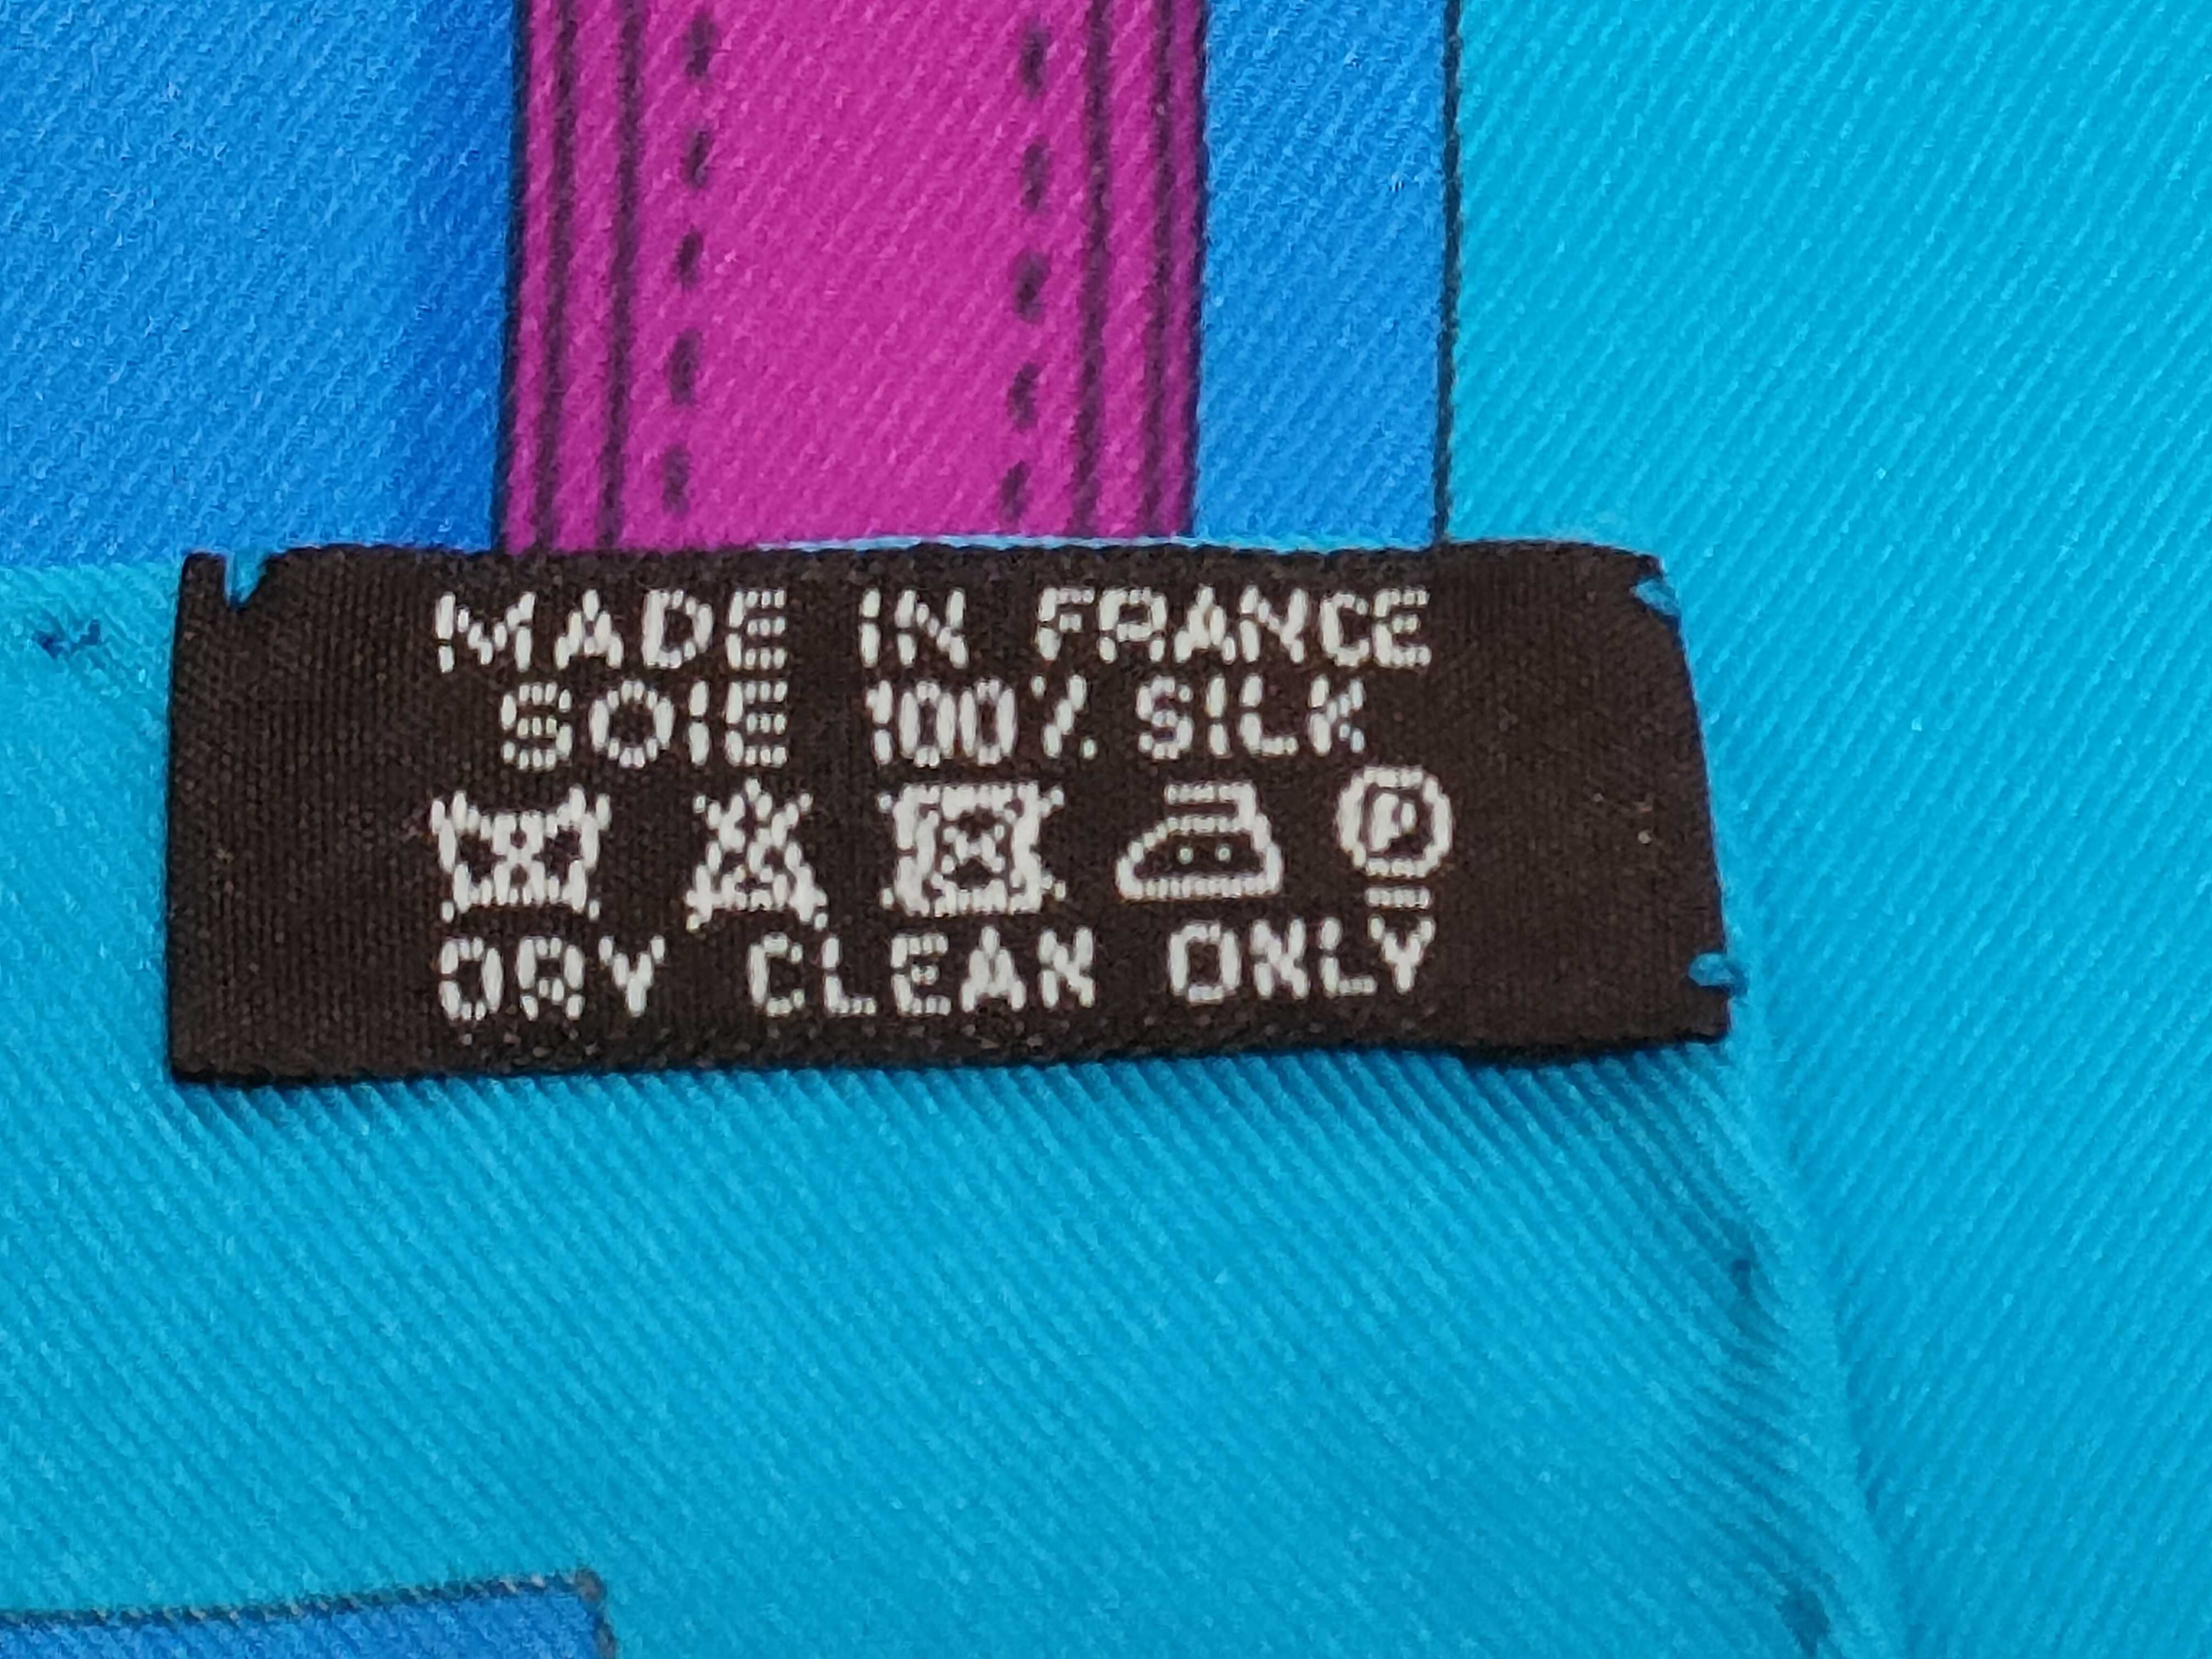 MADE IN FRANCE
SOIE 100% SILK
P
DRY CLEAN ONLY